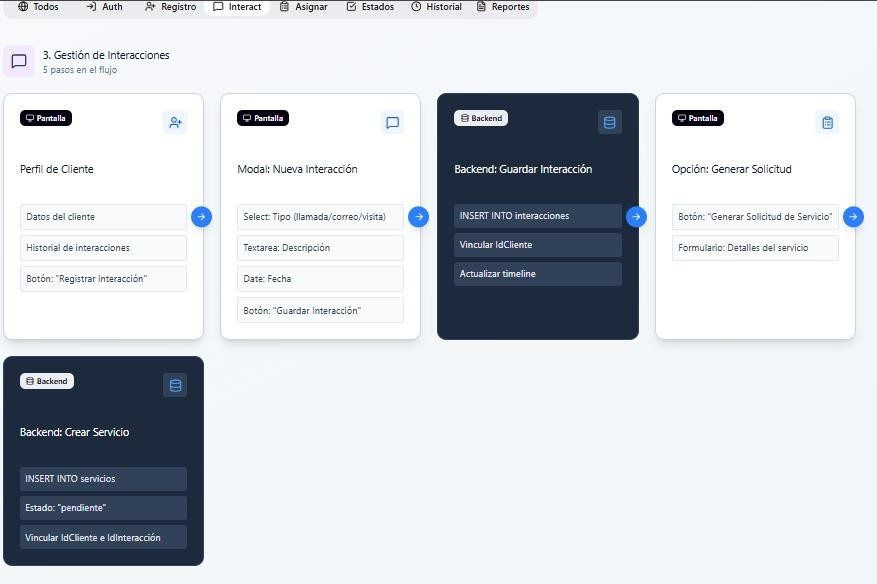 Todos Auth Registro Interact Asignar Estados Historial Reportes
3. Gestión de Interacciones
5 pasos en el flujo
Pantalla
Perfil de Cliente
Datos del cliente
Historial de interacciones
Botón: "Registrar Interacción"
Pantalla
Modal: Nueva Interacción
Select: Tipo (llamada/correo/visita)
Textarea: Descripción
Date: Fecha
Botón: "Guardar Interacción"
Backend
Backend: Guardar Interacción
INSERT INTO interacciones
Vincular IdCliente
Actualizar timeline
Pantalla
Opción: Generar Solicitud
Botón: "Generar Solicitud de Servicio"
Formulario: Detalles del servicio
Backend
Backend: Crear Servicio
INSERT INTO servicios
Estado: "pendiente"
Vincular IdCliente e IdInteracción